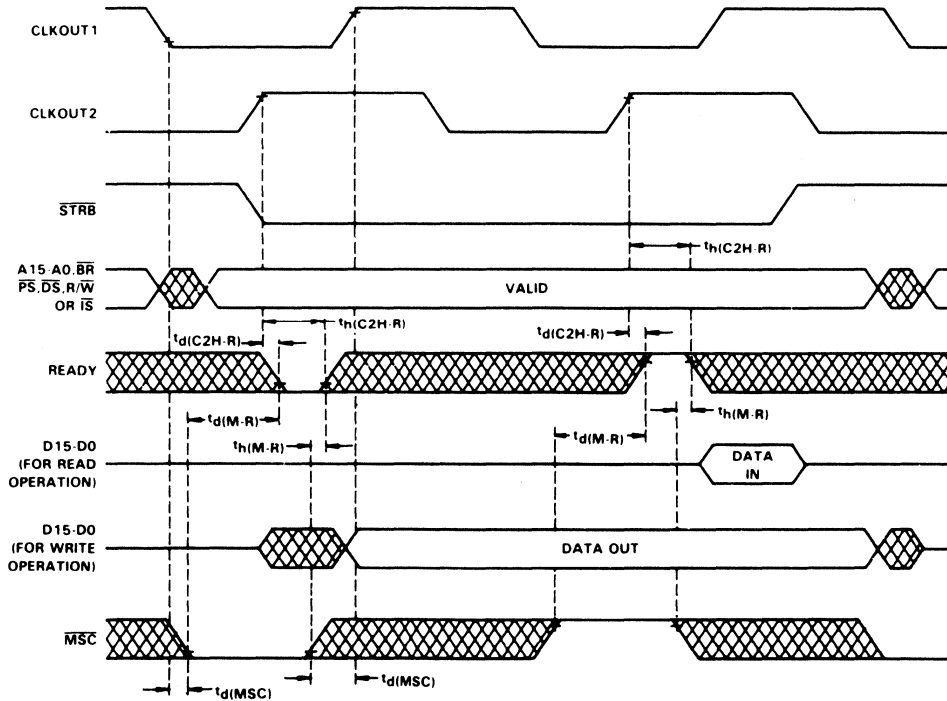 CLKOUT1
CLKOUT2
STRB
th(C2H-R)
A15-A0,BR
PS,DS,R/W
OR IS
VALID
th(C2H-R)
td(C2H-R)
td(C2H-R)
READY
td(M-R)
th(M-R)
td(M-R)
th(M-R)
D15-D0
(FOR READ
OPERATION)
DATA
IN
D15-D0
(FOR WRITE
OPERATION)
DATA OUT
MSC
td(MSC)
td(MSC)